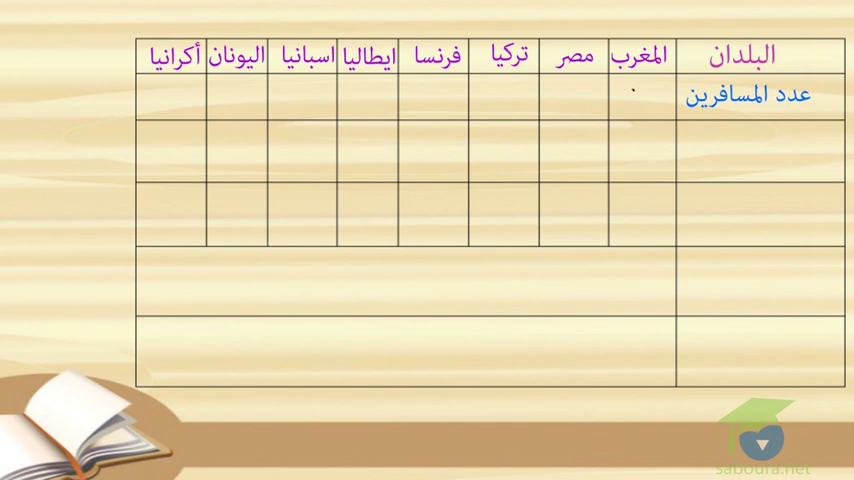 البلدان المغرب مصر تركيا فرنسا ايطاليا اسبانيا اليونان أكرانيا
عدد المسافرين
saboura.net